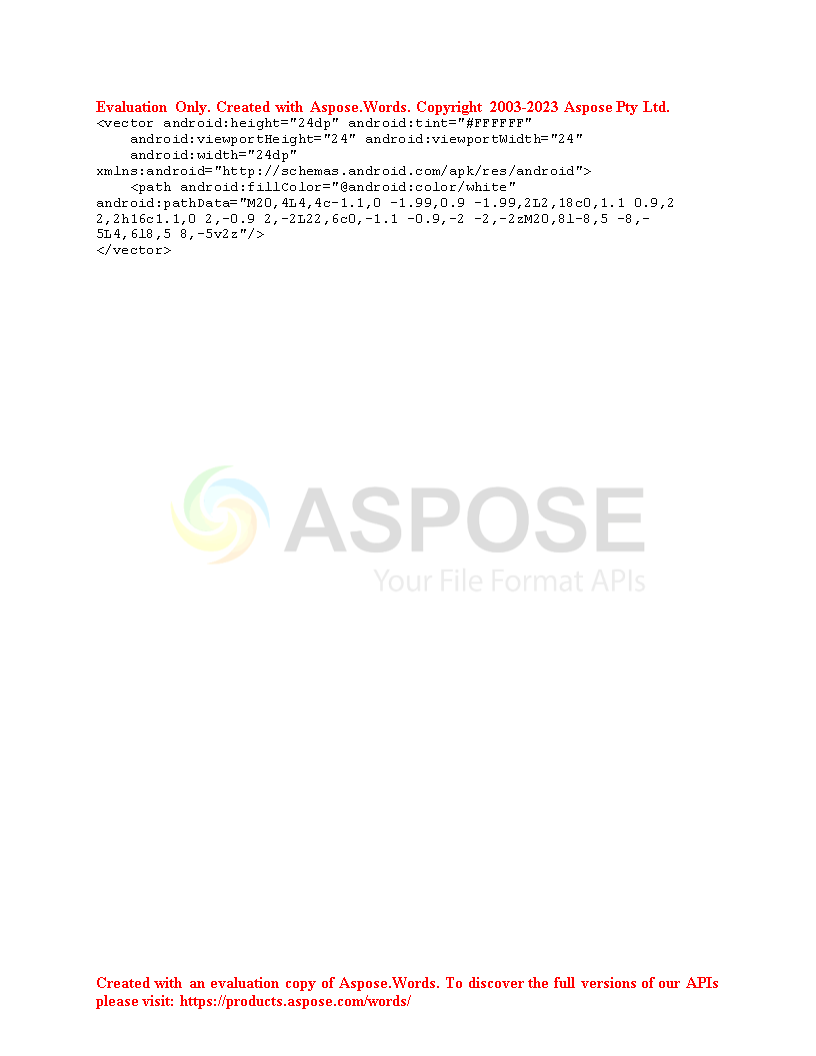 Evaluation Only. Created with Aspose.Words. Copyright 2003-2023 Aspose Pty Ltd.
<vector android:height="24dp" android:tint="#FFFFFF"
    android:viewportHeight="24" android:viewportWidth="24"
    android:width="24dp"
xmlns:android="http://schemas.android.com/apk/res/android">
    <path android:fillColor="@android:color/white"
android:pathData="M20,4L4,4c-1.1,0 -1.99,0.9 -1.99,2L2,18c0,1.1 0.9,2
2,2h16c1.1,0 2,-0.9 2,-2L22,6c0,-1.1 -0.9,-2 -2,-2zM20,8l-8,5 -8,-
5L4,6l8,5 8,-5v2z"/>
</vector>
ASPOSE
Your File Format APIs
Created with an evaluation copy of Aspose.Words. To discover the full versions of our APIs
please visit: https://products.aspose.com/words/